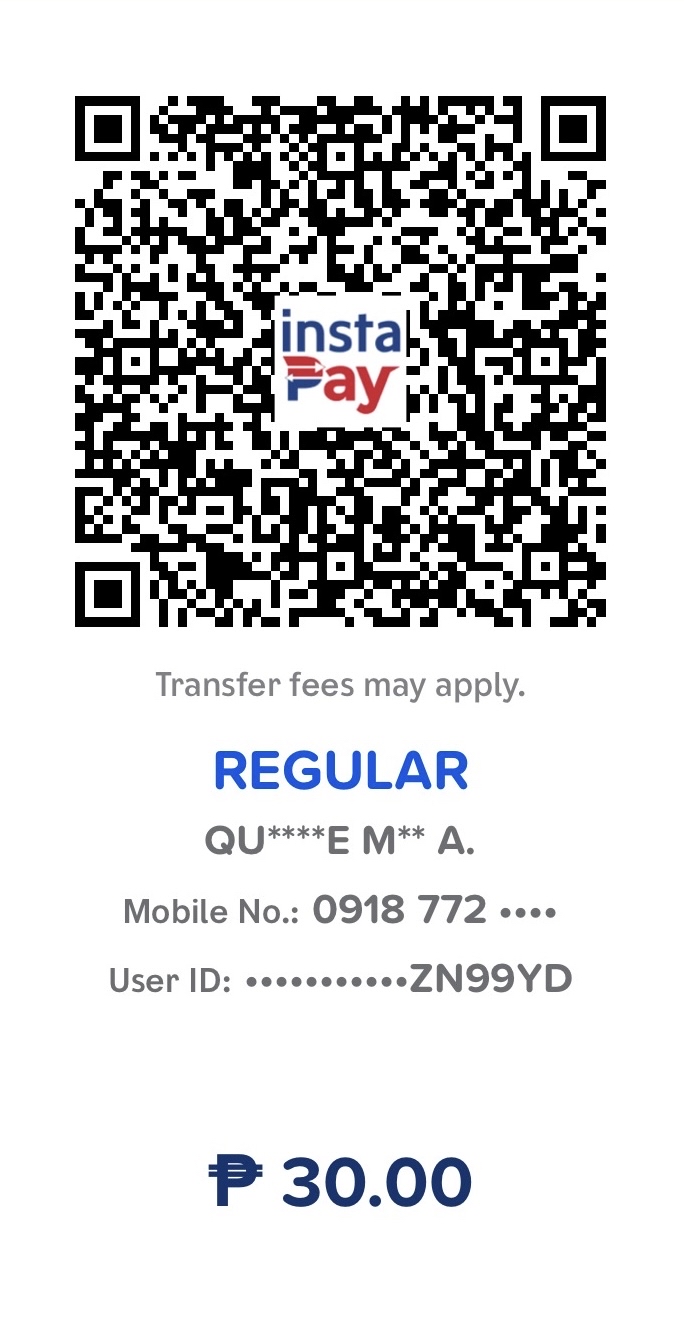 insta
Pay
Transfer fees may apply.
REGULAR
QU****E M** A.
Mobile No.: 0918 772 ••••
User ID: •••••••••••ZN99YD
₱ 30.00